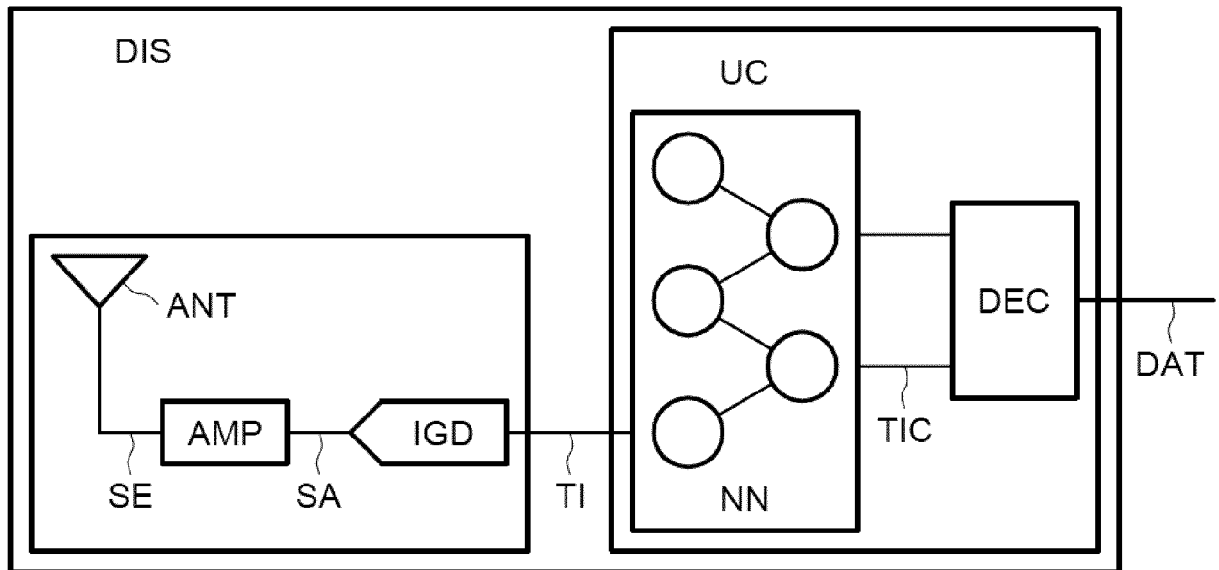 DIS
UC
ANT
DEC
DAT
AMP
IGD
TIC
SE
SA
TI
NN